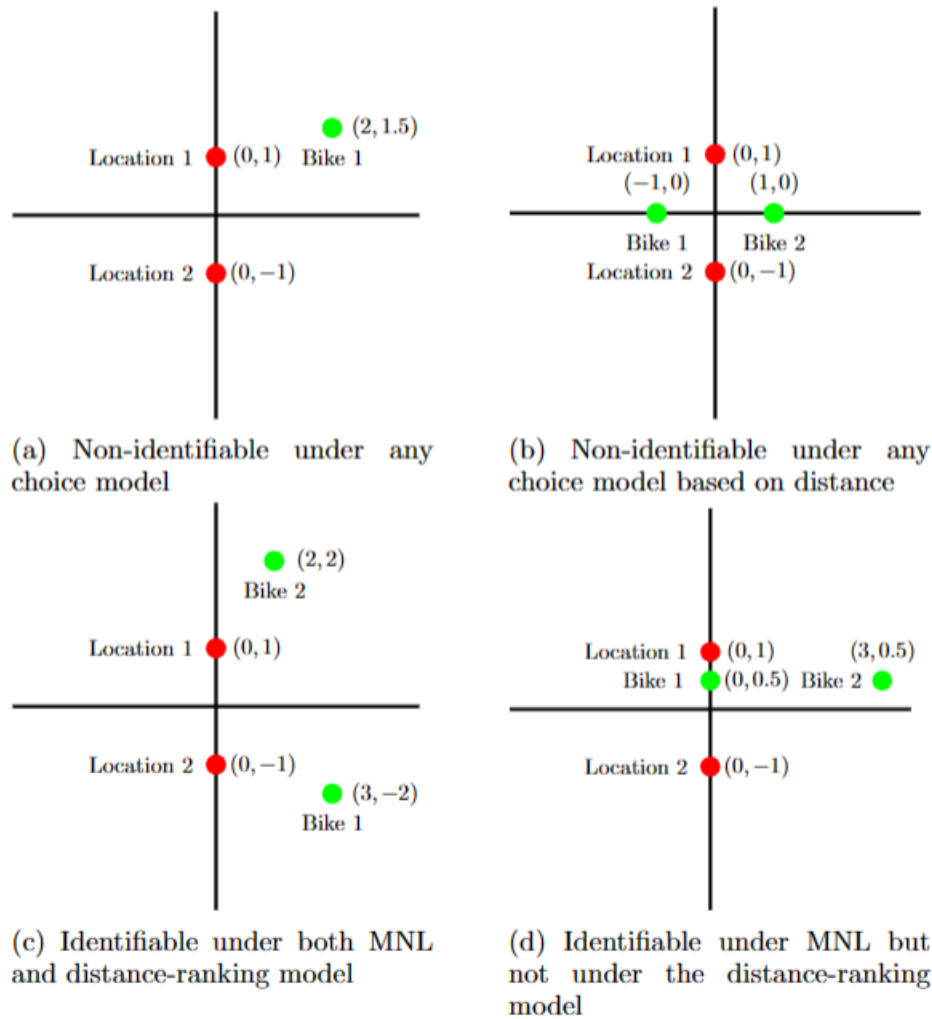 (2, 1.5)
Location 1 (0, 1) Bike 1
Location 2 (0, −1)
(a) Non-identifiable under any
choice model
Location 1 (0, 1)
(−1, 0) (1, 0)
Bike 1 Bike 2
Location 2 (0, −1)
(b) Non-identifiable under any
choice model based on distance
(2, 2)
Bike 2
Location 1 (0, 1)
Location 2 (0, −1)
(3, −2)
Bike 1
(c) Identifiable under both MNL
and distance-ranking model
Location 1 (0, 1) (3, 0.5)
Bike 1 (0, 0.5) Bike 2
Location 2 (0, −1)
(d) Identifiable under MNL but
not under the distance-ranking
model